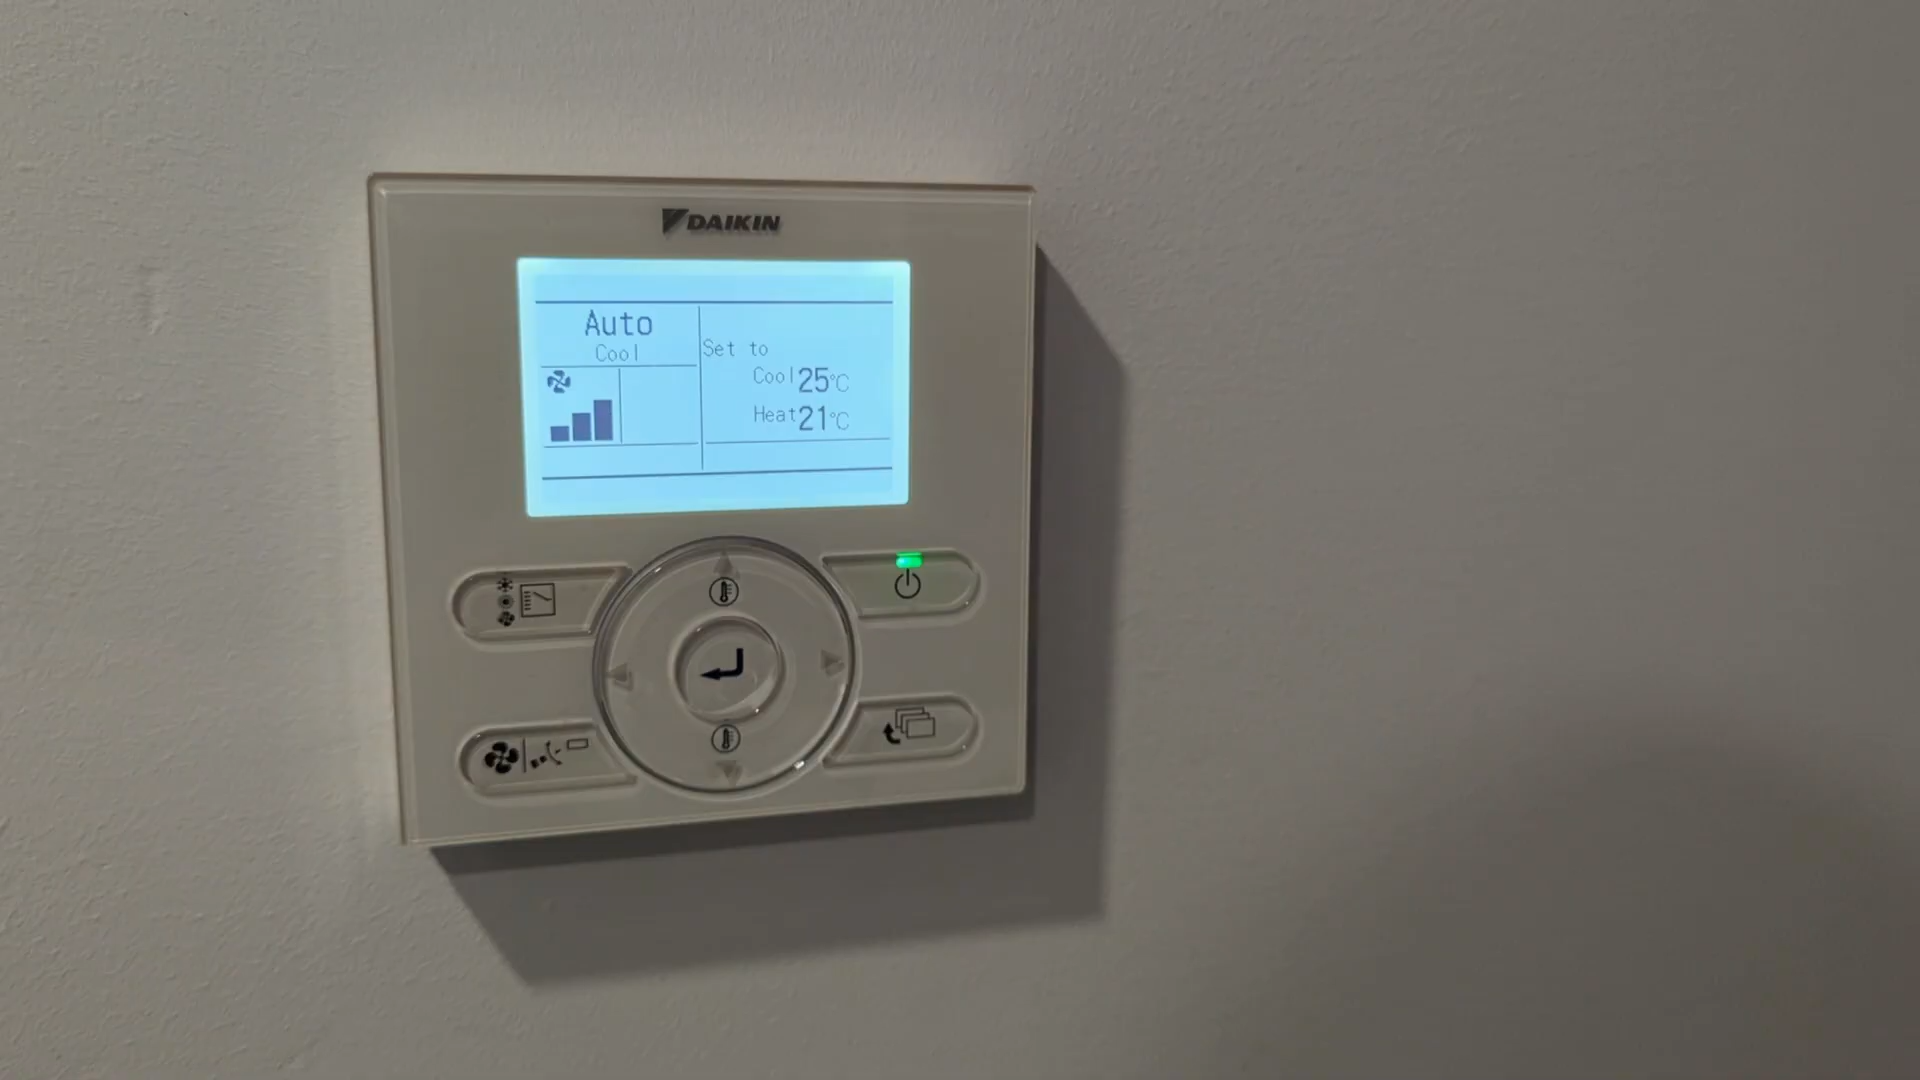 DAIKIN
Auto
Cool
Set to
Cool 25°C
Heat 21°C